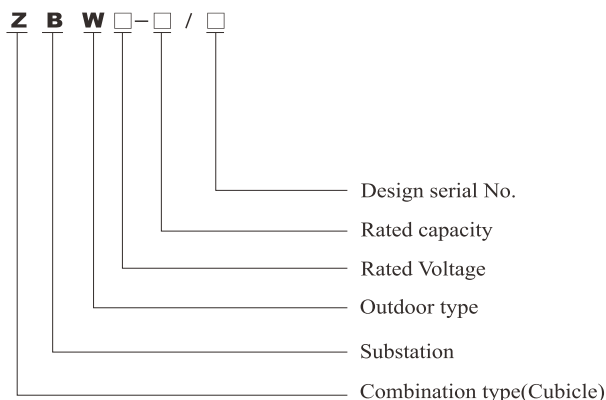 Z B W □-□ / □
Design serial No.
Rated capacity
Rated Voltage
Outdoor type
Substation
Combination type(Cubicle)